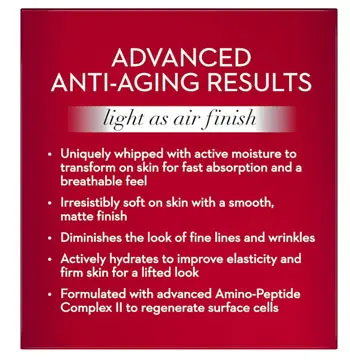 ADVANCED
ANTI-AGING RESULTS
light as air finish
• Uniquely whipped with active moisture to
transform on skin for fast absorption and a
breathable feel
• Irresistibly soft on skin with a smooth,
matte finish
• Diminishes the look of fine lines and wrinkles
• Actively hydrates to improve elasticity and
firm skin for a lifted look
• Formulated with advanced Amino-Peptide
Complex II to regenerate surface cells